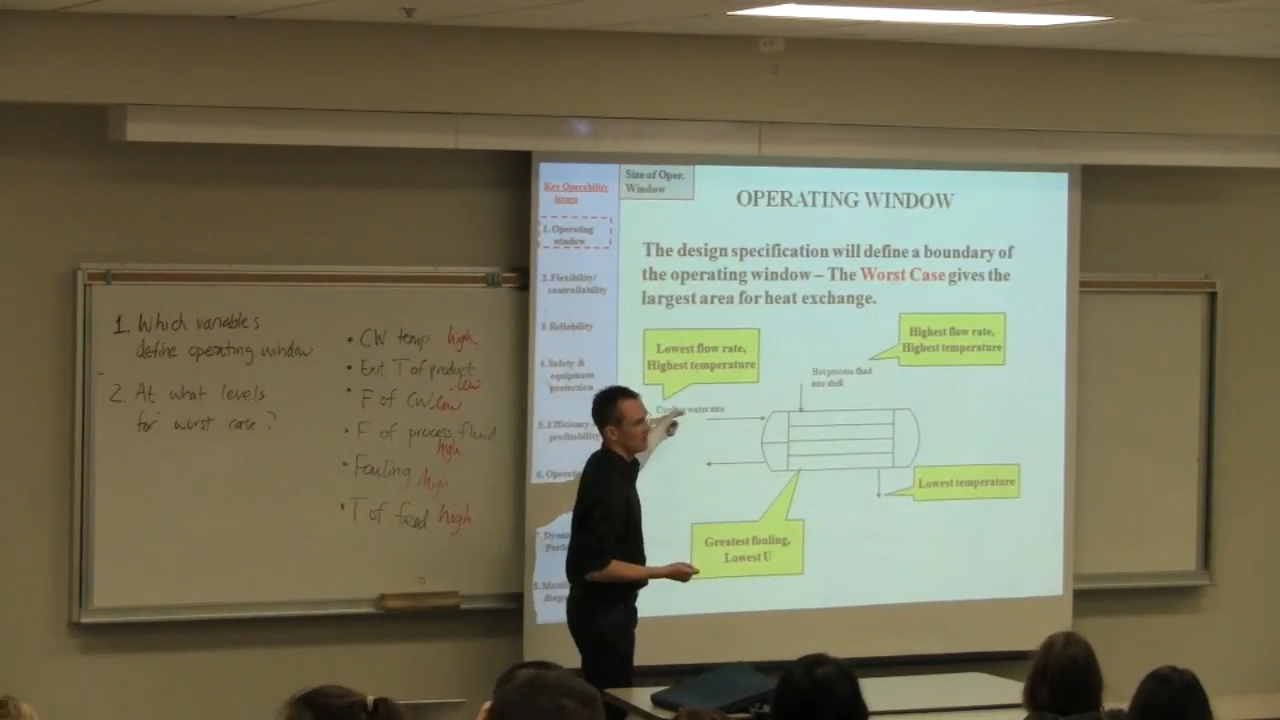 1. Which variables
define operating window
2. At what levels
for worst case?
• CW temp high
• Exit T of product
low
• F of CW low
• F of process fluid
high
• Fouling high
• T of feed high
Key Operability
issues
1. Operating
window
2. Flexibility/
controllability
3. Reliability
4. Safety &
equipment
protection
5. Efficiency
profitability
6. Operatio
Size of Oper.
Window
OPERATING WINDOW
The design specification will define a boundary of
the operating window – The Worst Case gives the
largest area for heat exchange.
Lowest flow rate,
Highest temperature
Highest flow rate,
Highest temperature
Hot process fluid
into shell
water into
Lowest temperature
Greatest fouling,
Lowest U